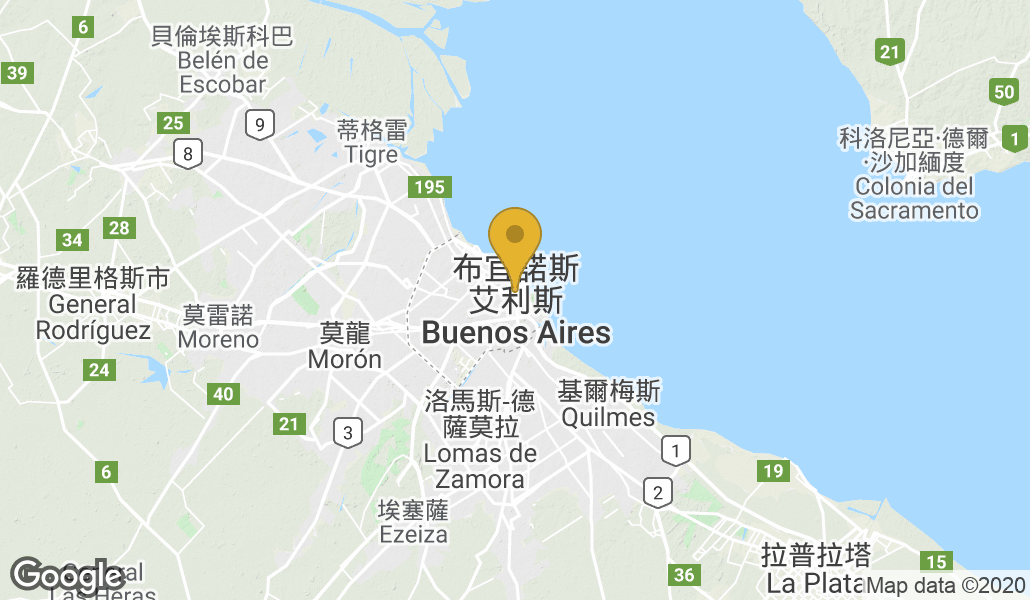 6
貝倫埃斯科巴
Belén de
Escobar
21
39
50
25
9
蒂格雷
Tigre
1
科洛尼亞·德爾
·沙加緬度
Colonia del
Sacramento
8
195
28
34
布宜諾斯
艾利斯
Buenos Aires
羅德里格斯市
General
Rodríguez
莫雷諾
Moreno
莫龍
Morón
24
40
基爾梅斯
Quilmes
洛馬斯-德
薩莫拉
Lomas de
Zamora
21
3
1
6
19
2
埃塞薩
Ezeiza
拉普拉塔
La Plata
15
36
General
Las Heras
Google
Map data ©2020